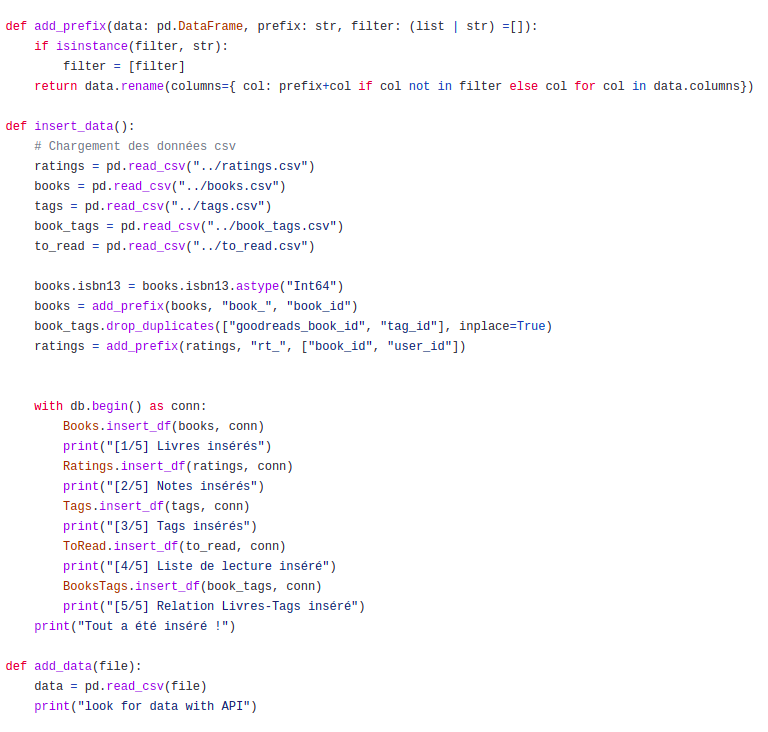 def add_prefix(data: pd.DataFrame, prefix: str, filter: (list | str) =[]):
    if isinstance(filter, str):
        filter = [filter]
    return data.rename(columns={ col: prefix+col if col not in filter else col for col in data.columns})

def insert_data():
    # Chargement des données csv
    ratings = pd.read_csv("../ratings.csv")
    books = pd.read_csv("../books.csv")
    tags = pd.read_csv("../tags.csv")
    book_tags = pd.read_csv("../book_tags.csv")
    to_read = pd.read_csv("../to_read.csv")

    books.isbn13 = books.isbn13.astype("Int64")
    books = add_prefix(books, "book_", "book_id")
    book_tags.drop_duplicates(["goodreads_book_id", "tag_id"], inplace=True)
    ratings = add_prefix(ratings, "rt_", ["book_id", "user_id"])


    with db.begin() as conn:
        Books.insert_df(books, conn)
        print("[1/5] Livres insérés")
        Ratings.insert_df(ratings, conn)
        print("[2/5] Notes insérés")
        Tags.insert_df(tags, conn)
        print("[3/5] Tags insérés")
        ToRead.insert_df(to_read, conn)
        print("[4/5] Liste de lecture inséré")
        BooksTags.insert_df(book_tags, conn)
        print("[5/5] Relation Livres-Tags inséré")
    print("Tout a été inséré !")

def add_data(file):
    data = pd.read_csv(file)
    print("look for data with API")